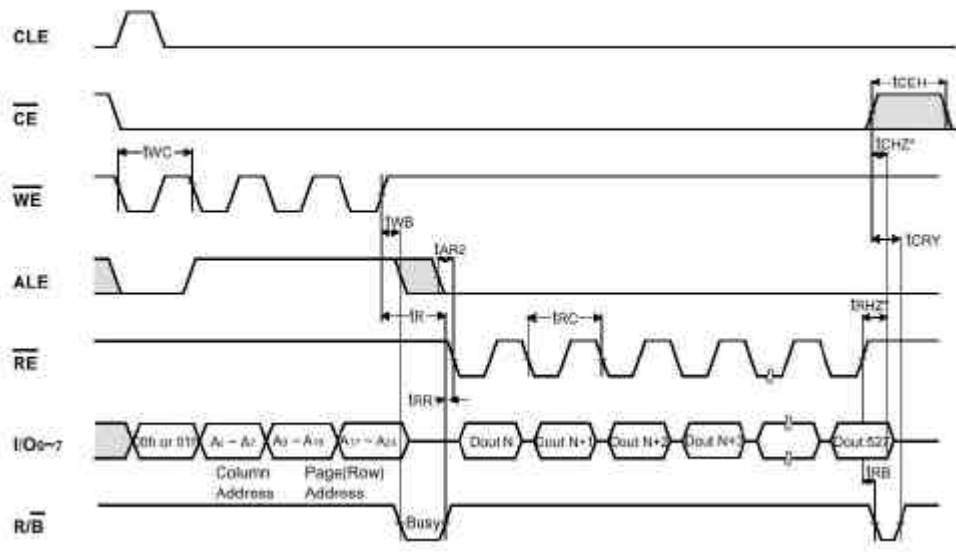 CLE
tCEH
CE
tCHZ*
tWC
WE
tWB
tCRY
tAR2
ALE
tR
tRC
tRHZ*
RE
tRR
I/O0~7
00h or 01h
A0 ~ A7
A9 ~ A16
Dout N
Dout N+1
Dout N+2
Dout N+3
Dout 527
Column
Address
Page(Row)
Address
tRB
R/B
Busy